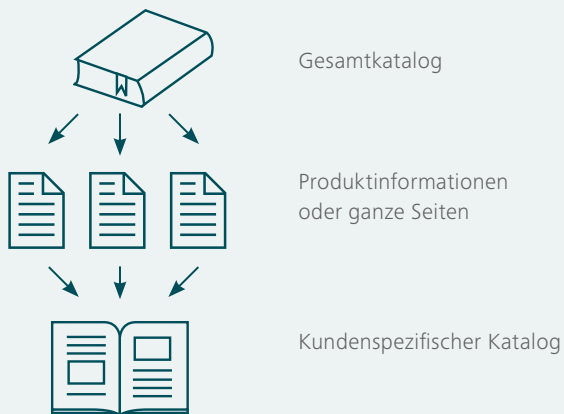 Gesamtkatalog
Produktinformationen
oder ganze Seiten
Kundenspezifischer Katalog